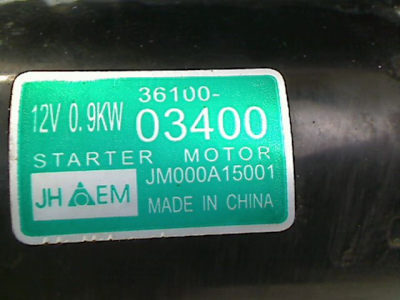 36100-
12V 0.9KW 03400
STARTER MOTOR
JH EM JM000A15001
MADE IN CHINA